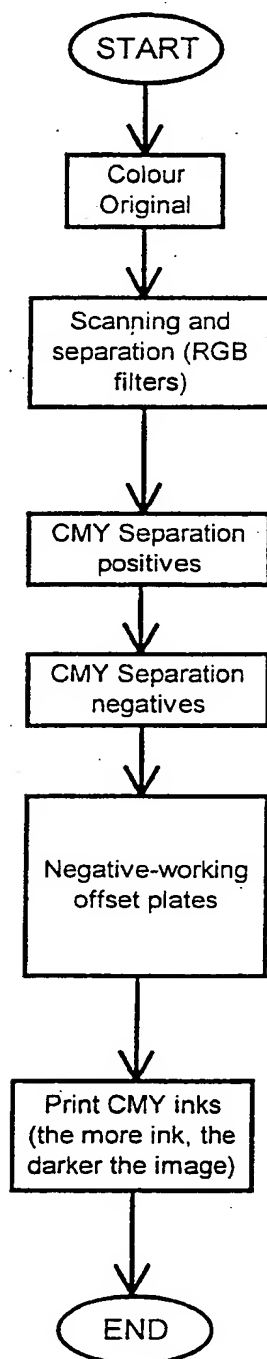 START
Colour
Original
Scanning and
separation (RGB
filters)
CMY Separation
positives
CMY Separation
negatives
Negative-working
offset plates
Print CMY inks
(the more ink, the
darker the image)
END